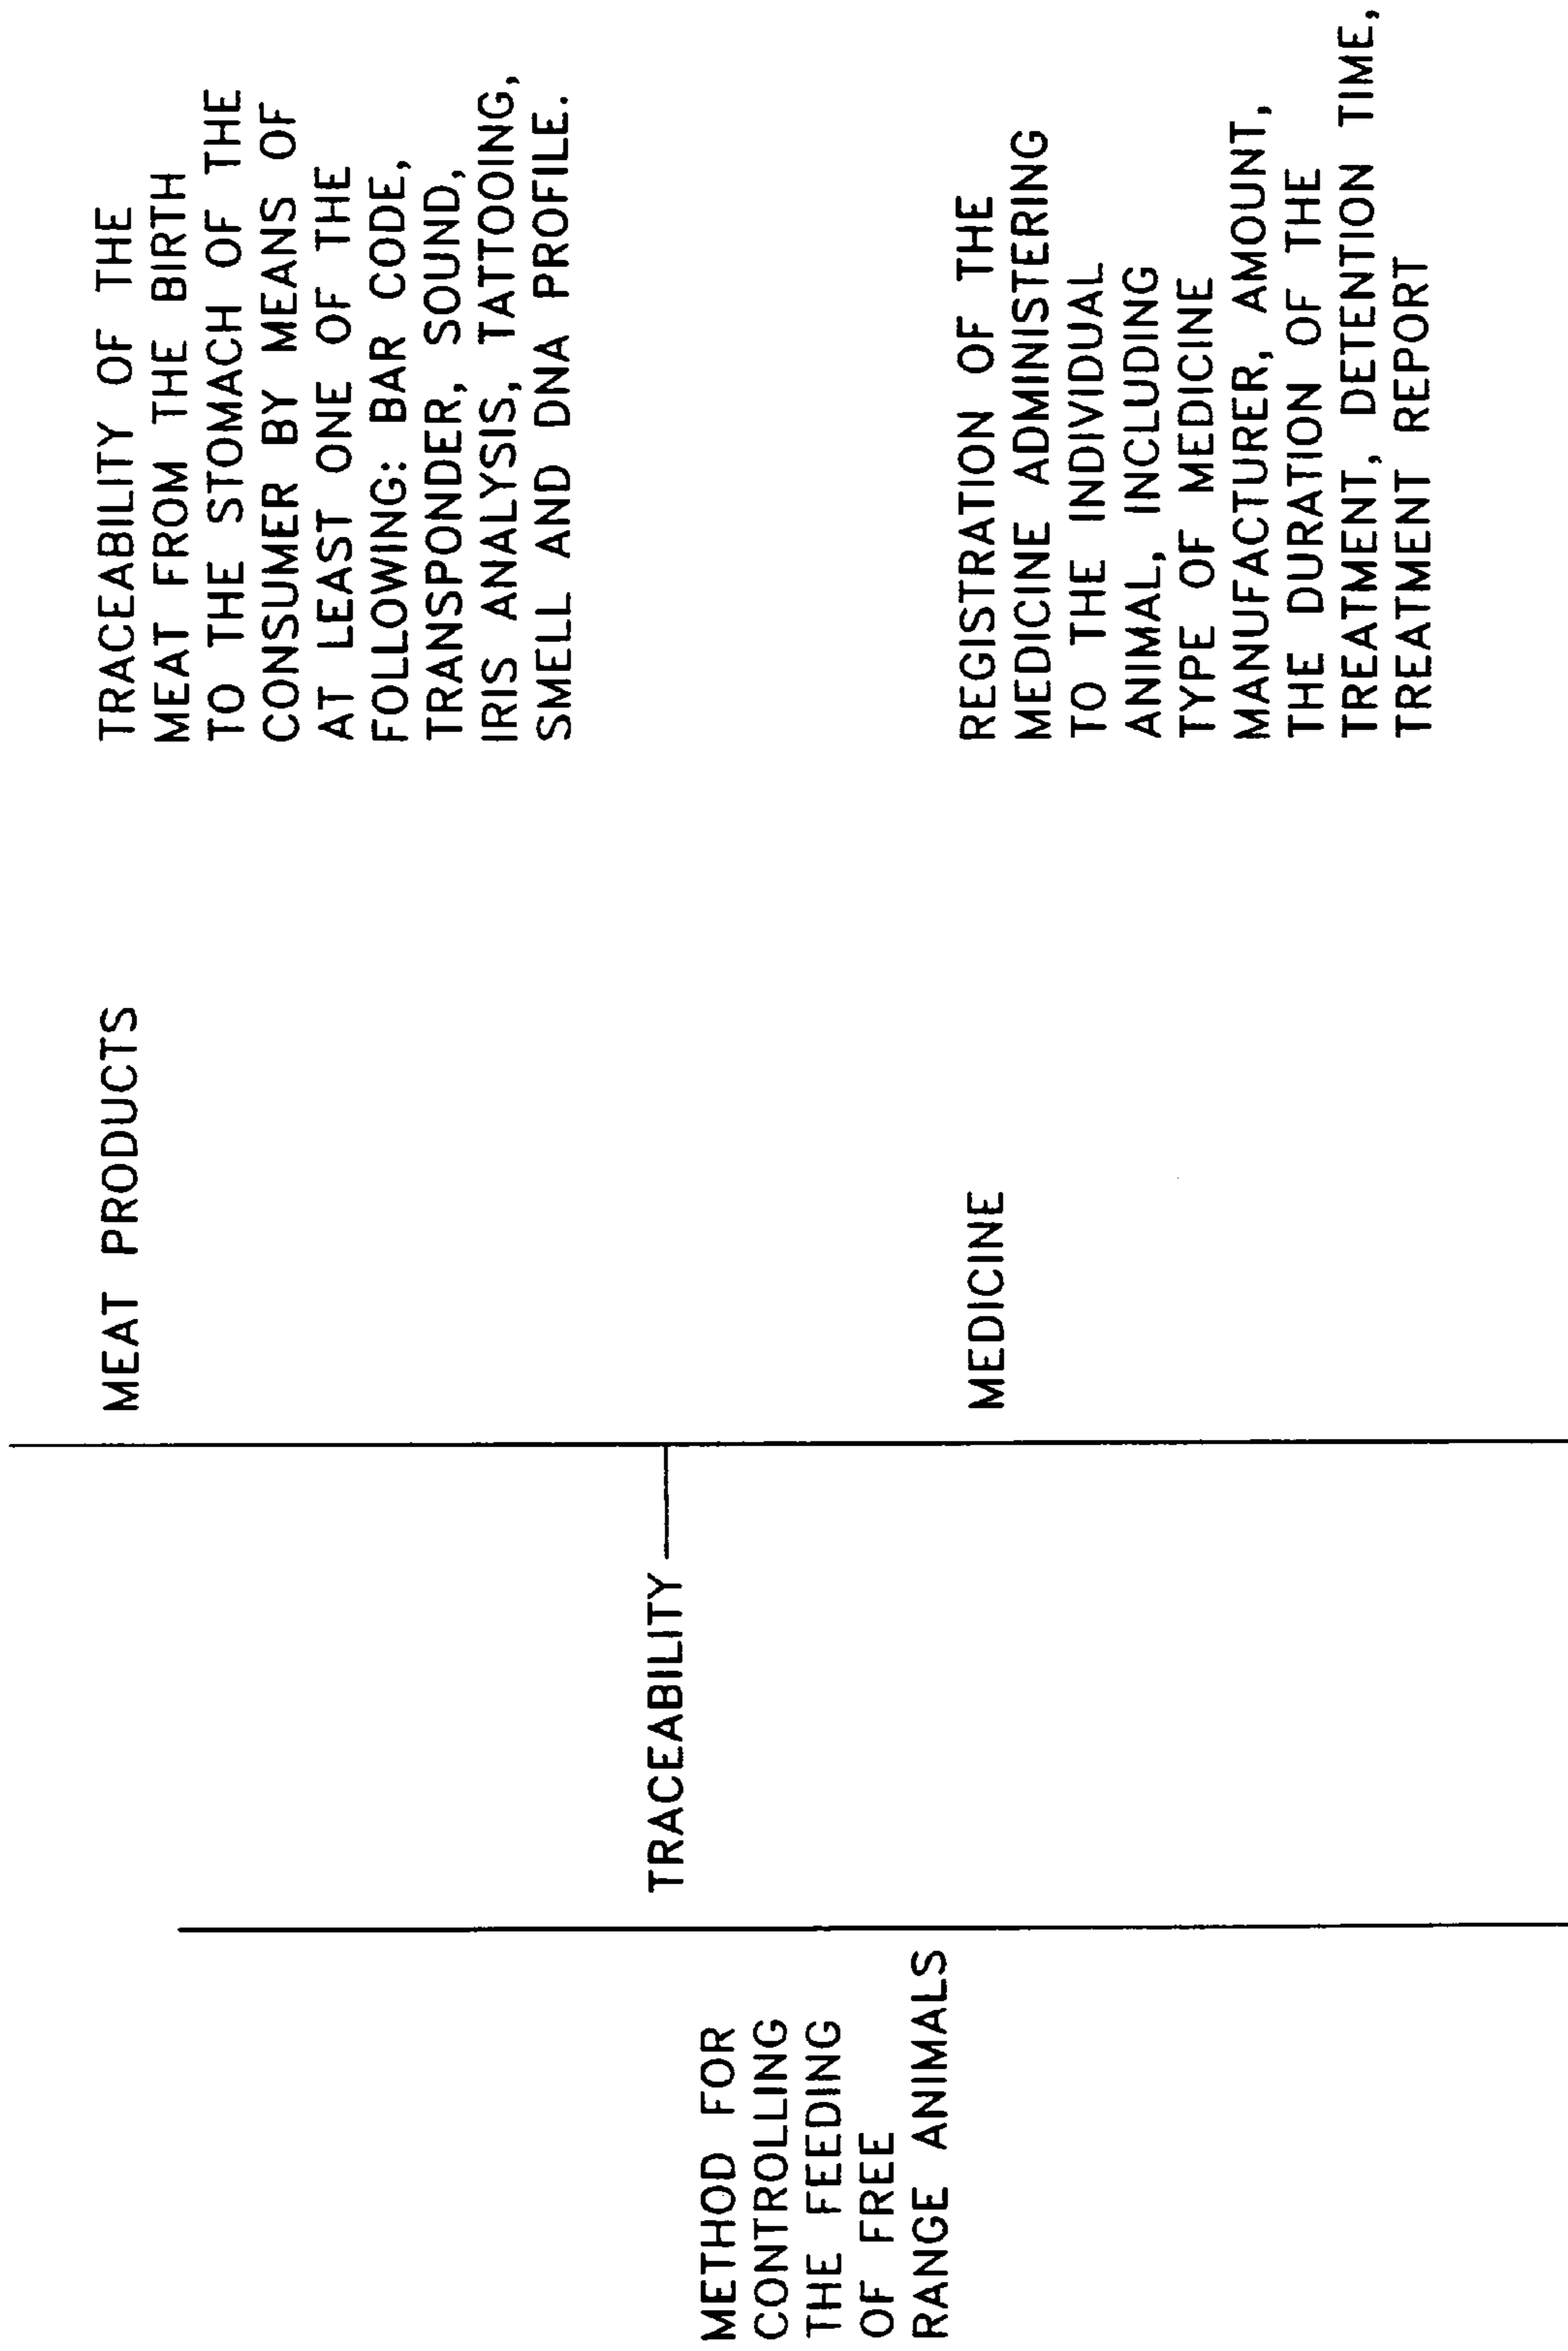 METHOD FOR
CONTROLLING
THE FEEDING
OF FREE
RANGE ANIMALS
TRACEABILITY
MEAT PRODUCTS
TRACEABILITY OF THE
MEAT FROM THE BIRTH
TO THE STOMACH OF THE
CONSUMER BY MEANS OF
AT LEAST ONE OF THE
FOLLOWING: BAR CODE,
TRANSPONDER, SOUND,
IRIS ANALYSIS, TATTOOING,
SMELL AND DNA PROFILE.
MEDICINE
REGISTRATION OF THE
MEDICINE ADMINISTERING
TO THE INDIVIDUAL
ANIMAL, INCLUDING
TYPE OF MEDICINE
MANUFACTURER, AMOUNT,
THE DURATION OF THE
TREATMENT, DETENTION TIME,
TREATMENT REPORT